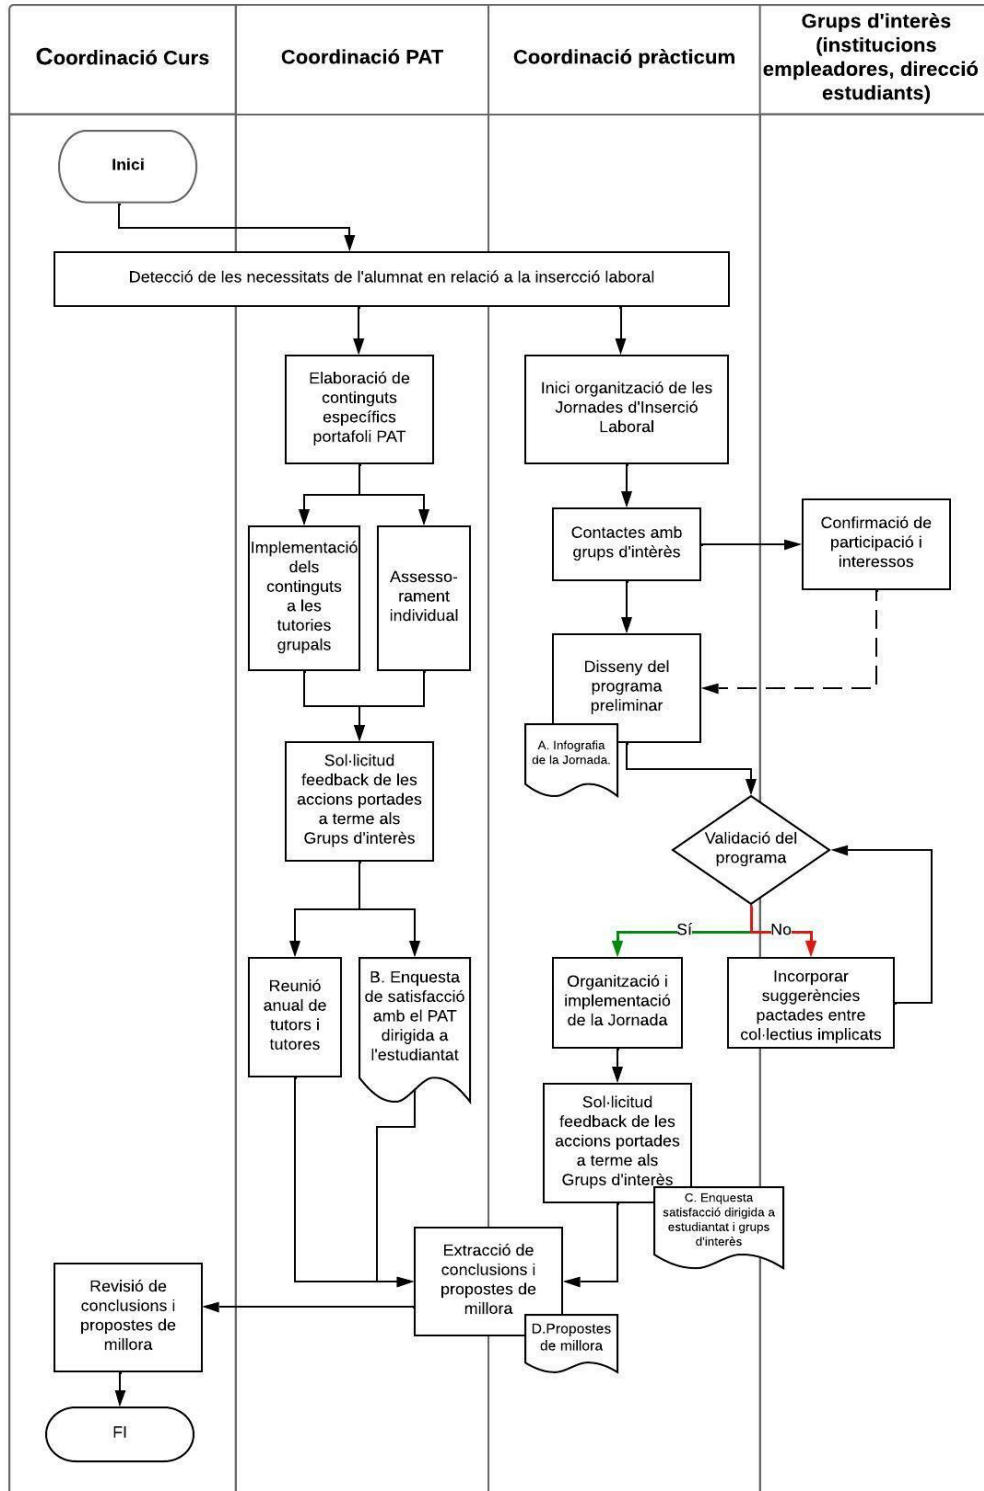 Coordinació Curs
Coordinació PAT
Coordinació pràcticum
Grups d'interès
(institucions
empleadores, direcció
estudiants)
Inici
Detecció de les necessitats de l'alumnat en relació a la insercció laboral
Elaboració de
continguts
específics
portafoli PAT
Inici organització de les
Jornades d'Inserció
Laboral
Implementació
dels
continguts
a les
tutories
grupals
Assesso-
rament
individual
Contactes amb
grups d'intèrès
Confirmació de
participació i
interessos
Disseny del
programa
preliminar
A. Infografia
de la Jornada.
Sol·licitud
feedback de les
accions portades
a terme als
Grups d'interès
Validació del
programa
Sí
No
Reunió
anual de
tutors i
tutores
B. Enquesta
de satisfacció
amb el PAT
dirigida a
l'estudiantat
Organització i
implementació
de la Jornada
Incorporar
suggerències
pactades entre
col·lectius implicats
Sol·licitud
feedback de les
accions portades
a terme als
Grups d'interès
C. Enquesta
satisfacció dirigida a
estudiantat i grups
d'interès
Extracció de
conclusions i
propostes de
millora
D.Propostes
de millora
Revisió de
conclusions i
propostes de
millora
FI